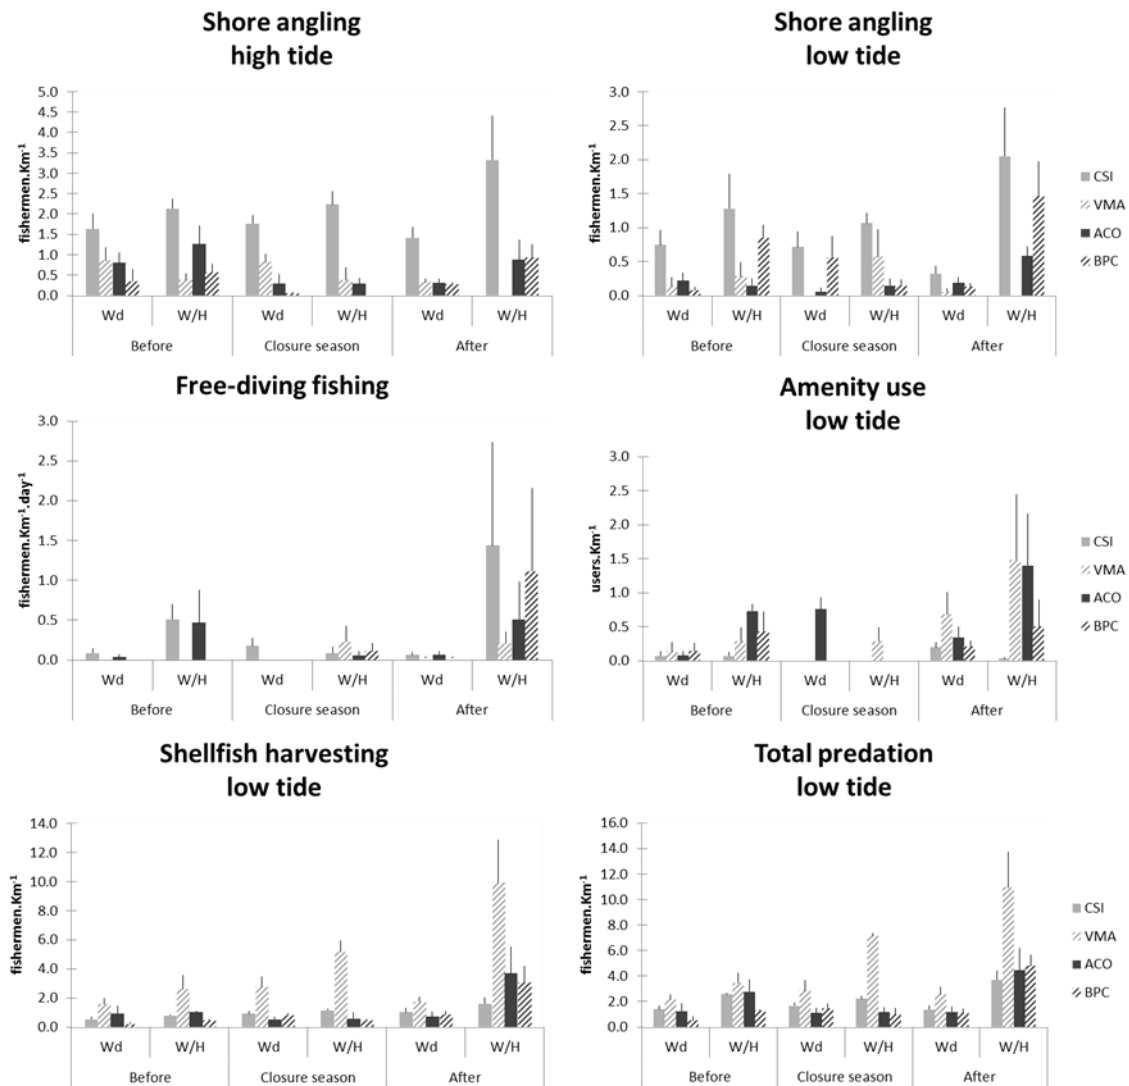 Shore angling
high tide
fishermen.Km-1
5.0
4.5
4.0
3.5
3.0
2.5
2.0
1.5
1.0
0.5
0.0
Wd W/H Wd W/H Wd W/H
Before Closure season After
Shore angling
low tide
fishermen.Km-1
3.0
2.5
2.0
1.5
1.0
0.5
0.0
Wd W/H Wd W/H Wd W/H
Before Closure season After
CSI
VMA
ACO
BPC
Free-diving fishing
fishermen.Km-1.day-1
3.0
2.5
2.0
1.5
1.0
0.5
0.0
Wd W/H Wd W/H Wd W/H
Before Closure season After
Amenity use
low tide
users.Km-1
3.0
2.5
2.0
1.5
1.0
0.5
0.0
Wd W/H Wd W/H Wd W/H
Before Closure season After
CSI
VMA
ACO
BPC
Shellfish harvesting
low tide
fishermen.Km-1
14.0
12.0
10.0
8.0
6.0
4.0
2.0
0.0
Wd W/H Wd W/H Wd W/H
Before Closure season After
Total predation
low tide
fishermen.Km-1
16.0
14.0
12.0
10.0
8.0
6.0
4.0
2.0
0.0
Wd W/H Wd W/H Wd W/H
Before Closure season After
CSI
VMA
ACO
BPC